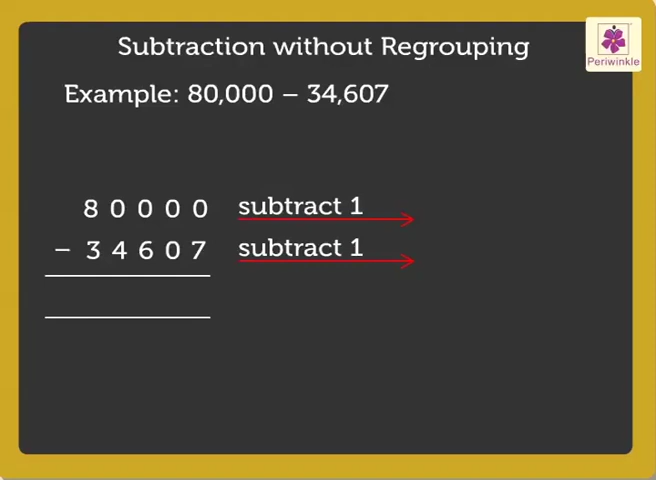 Subtraction without Regrouping
Periwinkle
Example: 80,000 – 34,607
8 0 0 0 0 subtract 1
– 3 4 6 0 7 subtract 1